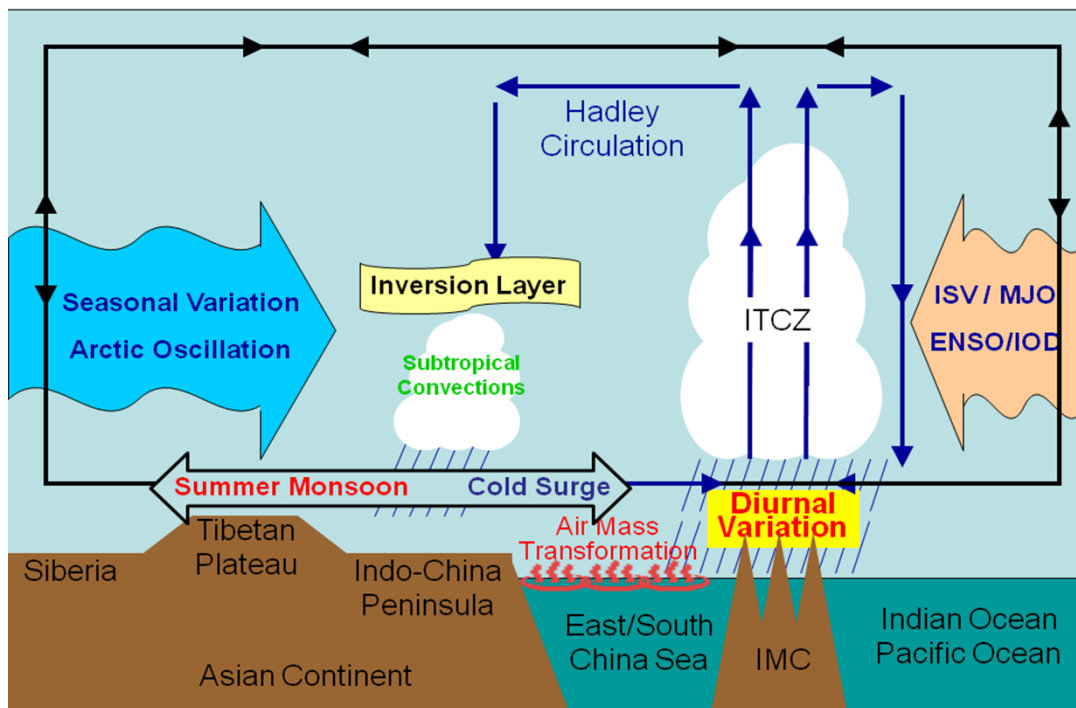 Hadley
Circulation
Seasonal Variation
Arctic Oscillation
Inversion Layer
Subtropical
Convections
ITCZ
ISV / MJO
ENSO/IOD
Summer Monsoon
Cold Surge
Diurnal
Variation
Air Mass
Transformation
Siberia
Tibetan
Plateau
Indo-China
Peninsula
Asian Continent
East/South
China Sea
IMC
Indian Ocean
Pacific Ocean